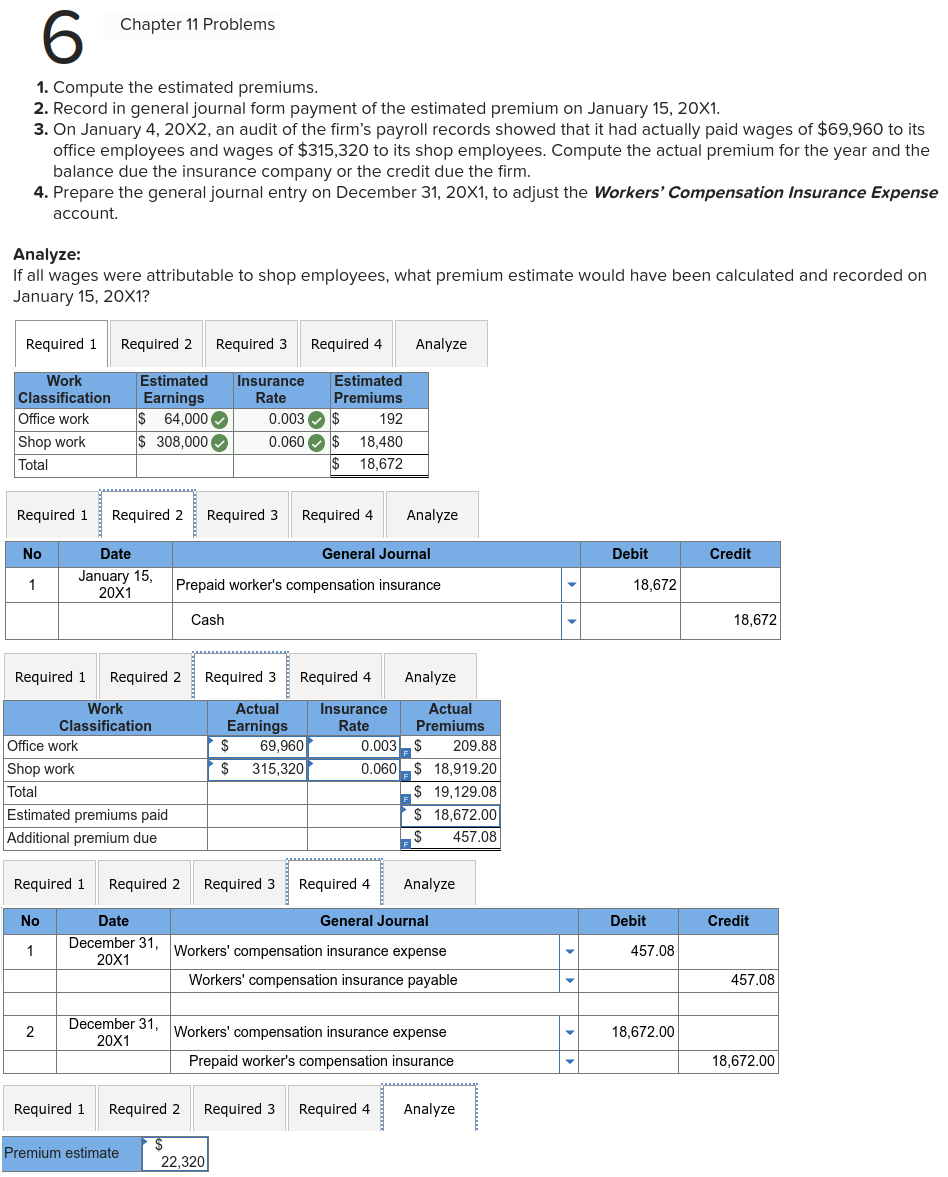 6
Chapter 11 Problems
1. Compute the estimated premiums.
2. Record in general journal form payment of the estimated premium on January 15, 20X1.
3. On January 4, 20X2, an audit of the firm's payroll records showed that it had actually paid wages of $69,960 to its
office employees and wages of $315,320 to its shop employees. Compute the actual premium for the year and the
balance due the insurance company or the credit due the firm.
4. Prepare the general journal entry on December 31, 20X1, to adjust the Workers' Compensation Insurance Expense
account.
Analyze:
If all wages were attributable to shop employees, what premium estimate would have been calculated and recorded on
January 15, 20X1?
Required 1 Required 2 Required 3 Required 4 Analyze
Work Estimated Insurance Estimated
Classification Earnings Rate Premiums
Office work $ 64,000 0.003 $ 192
Shop work $ 308,000 0.060 $ 18,480
Total $ 18,672
Required 1 Required 2 Required 3 Required 4 Analyze
No Date General Journal Debit Credit
1 January 15, 20X1 Prepaid worker's compensation insurance 18,672
Cash 18,672
Required 1 Required 2 Required 3 Required 4 Analyze
Work Actual Insurance Actual
Classification Earnings Rate Premiums
Office work $ 69,960 0.003 F $ 209.88
Shop work $ 315,320 0.060 F $ 18,919.20
Total F $ 19,129.08
Estimated premiums paid $ 18,672.00
Additional premium due F $ 457.08
Required 1 Required 2 Required 3 Required 4 Analyze
No Date General Journal Debit Credit
1 December 31, 20X1 Workers' compensation insurance expense 457.08
Workers' compensation insurance payable 457.08
2 December 31, 20X1 Workers' compensation insurance expense 18,672.00
Prepaid worker's compensation insurance 18,672.00
Required 1 Required 2 Required 3 Required 4 Analyze
Premium estimate $ 22,320